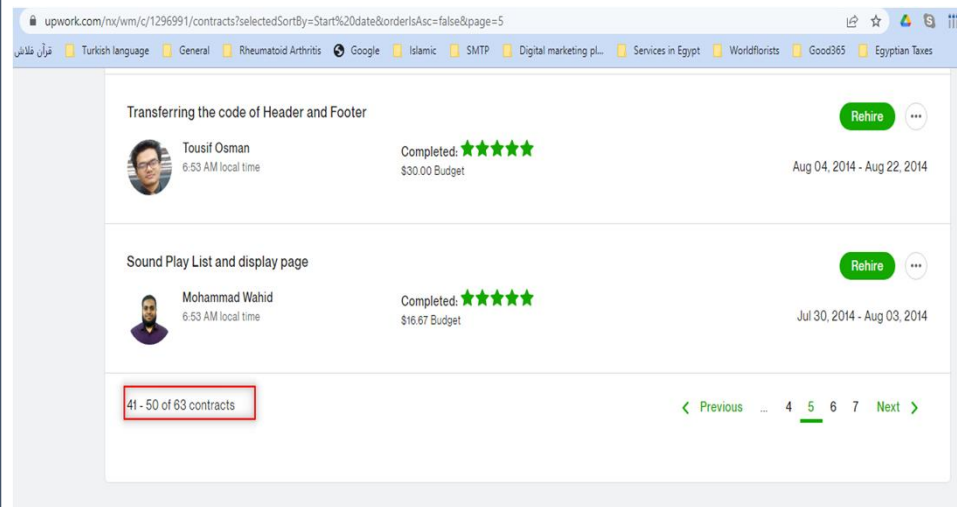 upwork.com/nx/wm/c/1296991/contracts?selectedSortBy=Start%20date&orderIsAsc=false&page=5
قرآن فلاش Turkish language General Rheumatoid Arthritis Google Islamic SMTP Digital marketing pl... Services in Egypt Worldflorists Good365 Egyptian Taxes
Transferring the code of Header and Footer
Rehire
Tousif Osman
6:53 AM local time
Completed:
$30.00 Budget
Aug 04, 2014 - Aug 22, 2014
Sound Play List and display page
Rehire
Mohammad Wahid
6:53 AM local time
Completed:
$16.67 Budget
Jul 30, 2014 - Aug 03, 2014
41 - 50 of 63 contracts
Previous ... 4 5 6 7 Next